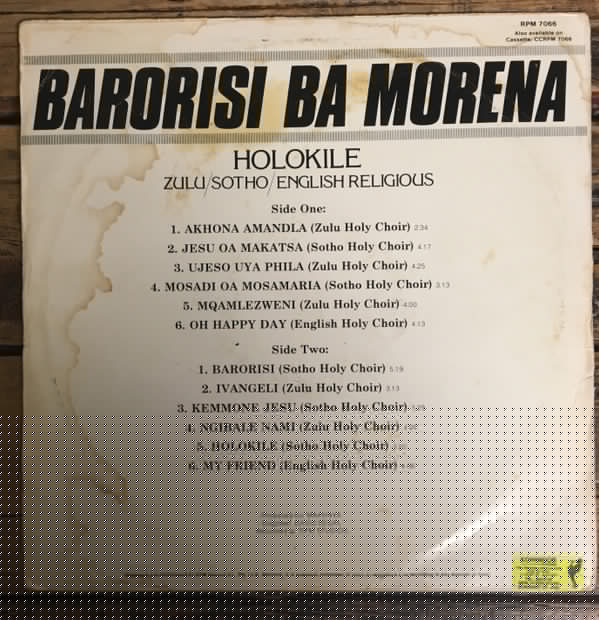 RPM 7066
Also available on
Cassette: CCRPM 7066
BARORISI BA MORENA
HOLOKILE
ZULU/SOTHO/ENGLISH RELIGIOUS
Side One:
1. AKHONA AMANDLA (Zulu Holy Choir) 2:34
2. JESU OA MAKATSA (Sotho Holy Choir) 4:17
3. UJESO UYA PHILA (Zulu Holy Choir) 4:25
4. MOSADI OA MOSAMARIA (Sotho Holy Choir) 3:13
5. MQAMLEZWENI (Zulu Holy Choir) 4:00
6. OH HAPPY DAY (English Holy Choir) 4:13
Side Two:
1. BARORISI (Sotho Holy Choir) 5:19
2. IVANGELI (Zulu Holy Choir) 3:13
3. KEMMONE JESU (Sotho Holy Choir)
4. NGIBALE NAMI (Zulu Holy Choir)
5. HOLOKILE (Sotho Holy Choir)
6. MY FRIEND (English Holy Choir)